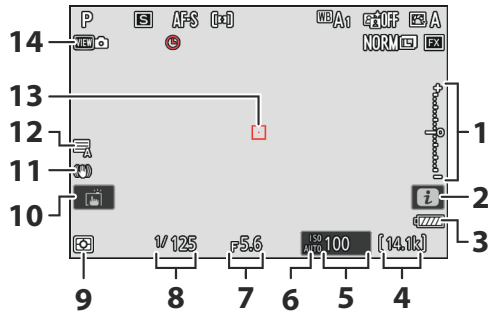 P S AF-S [•] WB A1 OFF A
14 VIEW NORM FX
13
12 A
11
10
1
i 2
3
1/125 F5.6 ISO AUTO 100 [14.1k]
9 8 7 6 5 4